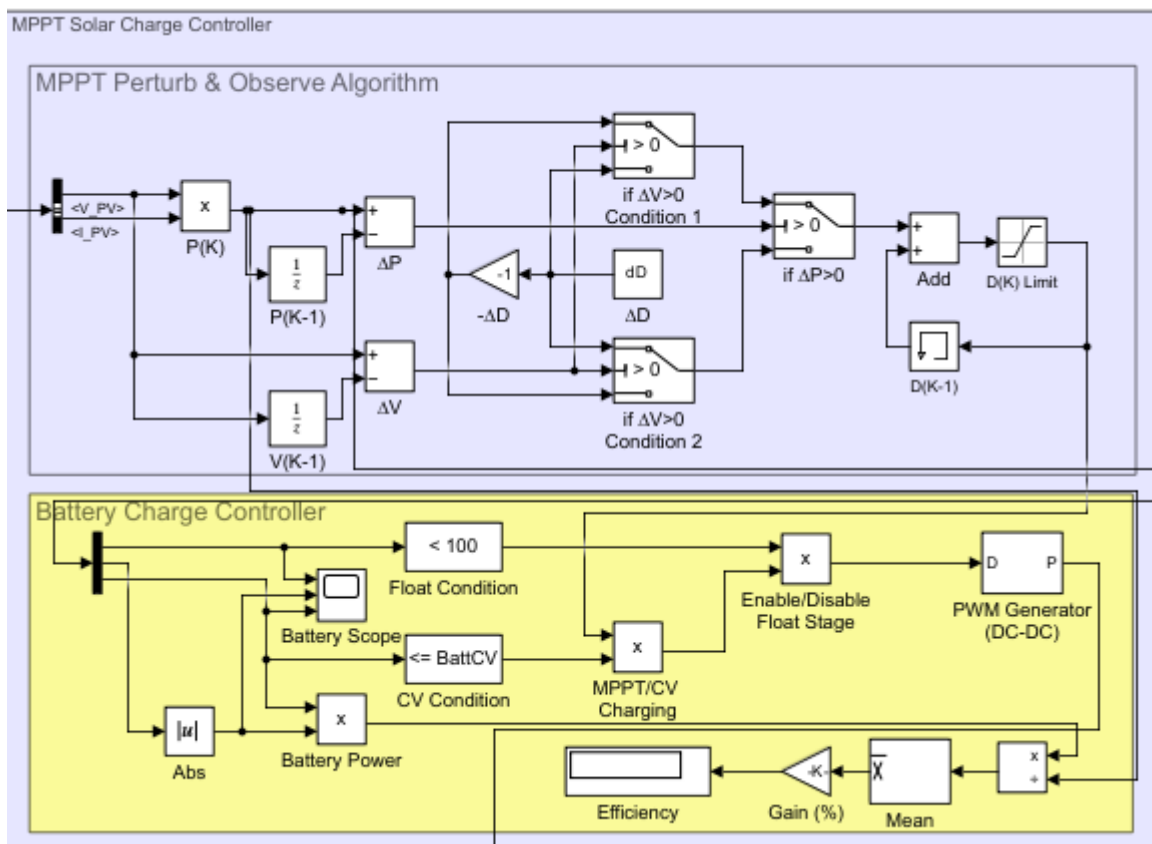 MPPT Solar Charge Controller
MPPT Perturb & Observe Algorithm
<V_PV>
<I_PV>
x
P(K)
1
z
P(K-1)
+
−
ΔP
+
−
ΔV
1
z
V(K-1)
-1
-ΔD
dD
ΔD
> 0
if ΔV>0
Condition 1
> 0
if ΔV>0
Condition 2
> 0
if ΔP>0
+
+
Add
D(K) Limit
D(K-1)
Battery Charge Controller
< 100
Float Condition
Battery Scope
<= BattCV
CV Condition
|u|
Abs
x
Battery Power
x
MPPT/CV
Charging
x
Enable/Disable
Float Stage
D P
PWM Generator
(DC-DC)
x
÷
X
Mean
-K-
Gain (%)
Efficiency